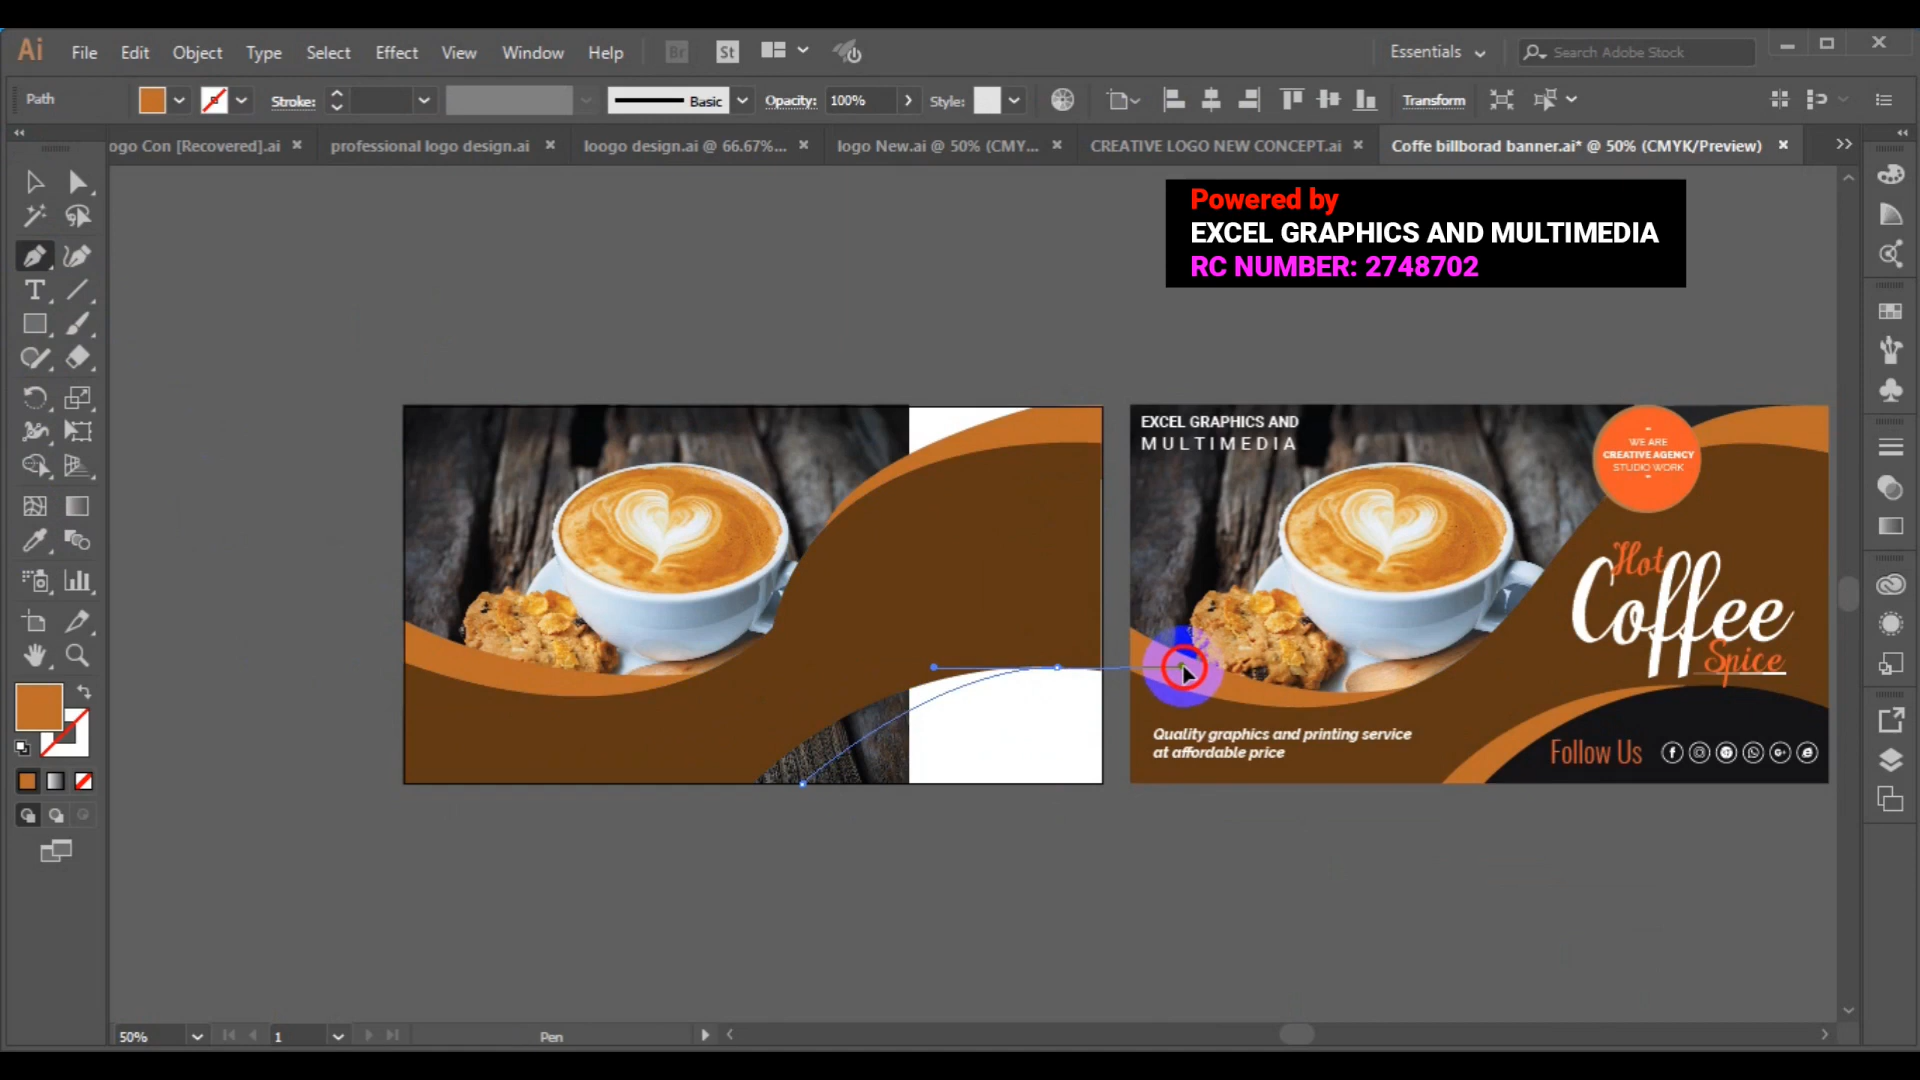 Ai File Edit Object Type Select Effect View Window Help Br St Essentials Search Adobe Stock
Path Stroke: Basic Opacity: 100% Style: Transform
ogo Con [Recovered].ai professional logo design.ai loogo design.ai @ 66.67%... logo New.ai @ 50% (CMY... CREATIVE LOGO NEW CONCEPT.ai Coffe billborad banner.ai* @ 50% (CMYK/Preview)
Powered by
EXCEL GRAPHICS AND MULTIMEDIA
RC NUMBER: 2748702
EXCEL GRAPHICS AND
MULTIMEDIA
WE ARE
CREATIVE AGENCY
STUDIO WORK
Hot
Coffee
Spice
Quality graphics and printing service
at affordable price
Follow Us
50% 1 Pen